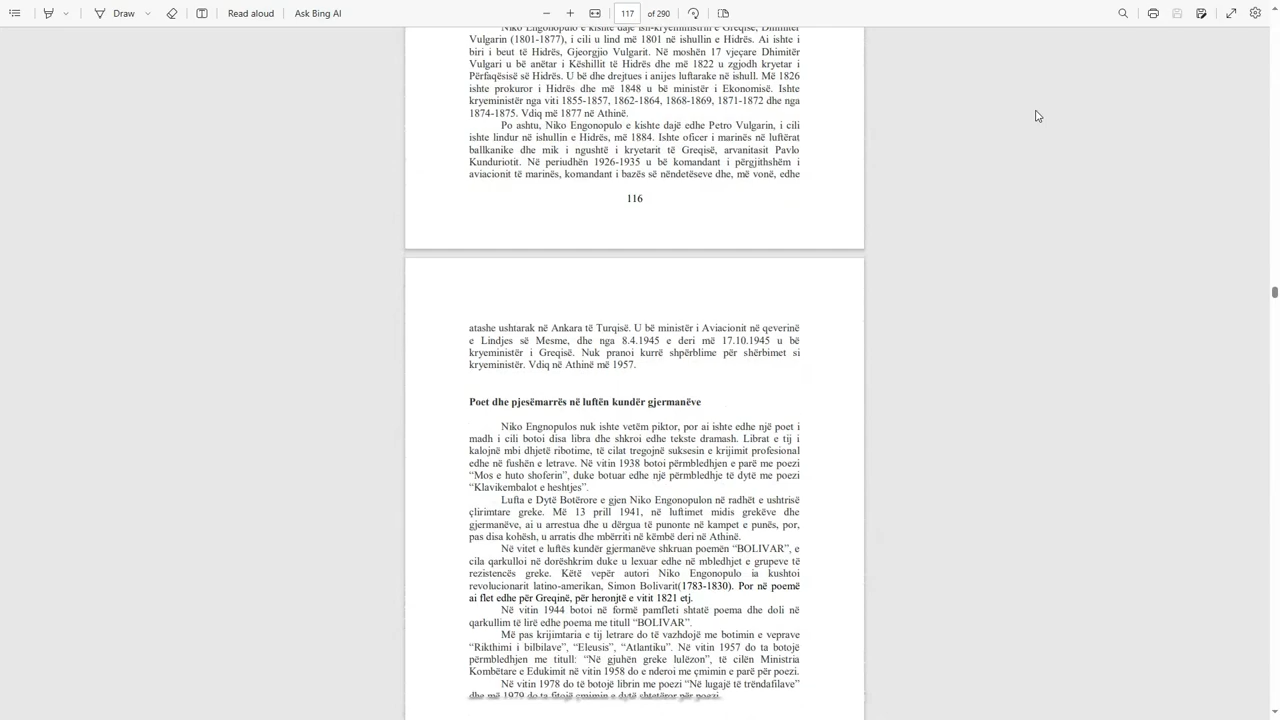 Draw
Read aloud
Ask Bing AI
117 of 290
Niko Engonopulo e kishte dajë ish-kryeministrin e Greqisë, Dhimitër
Vulgarin (1801-1877), i cili u lind më 1801 në ishullin e Hidrës. Ai ishte i
biri i beut të Hidrës, Gjeorgjio Vulgarit. Në moshën 17 vjeçare Dhimitër
Vulgari u bë anëtar i Këshillit të Hidrës dhe më 1822 u zgjodh kryetar i
Përfaqësisë së Hidrës. U bë dhe drejtues i anijes luftarake në ishull. Më 1826
ishte prokuror i Hidrës dhe më 1848 u bë ministër i Ekonomisë. Ishte
kryeministër nga viti 1855-1857, 1862-1864, 1868-1869, 1871-1872 dhe nga
1874-1875. Vdiq më 1877 në Athinë.
Po ashtu, Niko Engonopulo e kishte dajë edhe Petro Vulgarin, i cili
ishte lindur në ishullin e Hidrës, më 1884. Ishte oficer i marinës në luftërat
ballkanike dhe mik i ngushtë i kryetarit të Greqisë, arvanitasit Pavlo
Kunduriotit. Në periudhën 1926-1935 u bë komandant i përgjithshëm i
aviacionit të marinës, komandant i bazës së nëndetëseve dhe, më vonë, edhe
116
atashe ushtarak në Ankara të Turqisë. U bë ministër i Aviacionit në qeverinë
e Lindjes së Mesme, dhe nga 8.4.1945 e deri më 17.10.1945 u bë
kryeministër i Greqisë. Nuk pranoi kurrë shpërblime për shërbimet si
kryeministër. Vdiq në Athinë më 1957.
Poet dhe pjesëmarrës në luftën kundër gjermanëve
Niko Engnopulos nuk ishte vetëm piktor, por ai ishte edhe një poet i
madh i cili botoi disa libra dhe shkroi edhe tekste dramash. Librat e tij i
kalojnë mbi dhjetë ribotime, të cilat tregojnë suksesin e krijimit profesional
edhe në fushën e letrave. Në vitin 1938 botoi përmbledhjen e parë me poezi
“Mos e huto shoferin”, duke botuar edhe një përmbledhje të dytë me poezi
“Klavikembalot e heshtjes”.
Lufta e Dytë Botërore e gjen Niko Engonopulon në radhët e ushtrisë
çlirimtare greke. Më 13 prill 1941, në luftimet midis grekëve dhe
gjermanëve, ai u arrestua dhe u dërgua të punonte në kampet e punës, por,
pas disa kohësh, u arratis dhe mbërriti në këmbë deri në Athinë.
Në vitet e luftës kundër gjermanëve shkruan poemën “BOLIVAR”, e
cila qarkulloi në dorëshkrim duke u lexuar edhe në mbledhjet e grupeve të
rezistencës greke. Këtë vepër autori Niko Engonopulo ia kushtoi
revolucionarit latino-amerikan, Simon Bolivarit(1783-1830). Por në poemë
ai flet edhe për Greqinë, për heronjtë e vitit 1821 etj.
Në vitin 1944 botoi në formë pamfleti shtatë poema dhe doli në
qarkullim të lirë edhe poema me titull “BOLIVAR”.
Më pas krijimtaria e tij letrare do të vazhdojë me botimin e veprave
“Rikthimi i bilbilave”, “Eleusis”, “Atlantiku”. Në vitin 1957 do ta botojë
përmbledhjen me titull: “Në gjuhën greke lulëzon”, të cilën Ministria
Kombëtare e Edukimit në vitin 1958 do e nderoi me çmimin e parë për poezi.
Në vitin 1978 do të botojë librin me poezi “Në lugajë të trëndafilave”
dhe më 1979 do ta fitojë çmimin e dytë shtetëror për poezi.